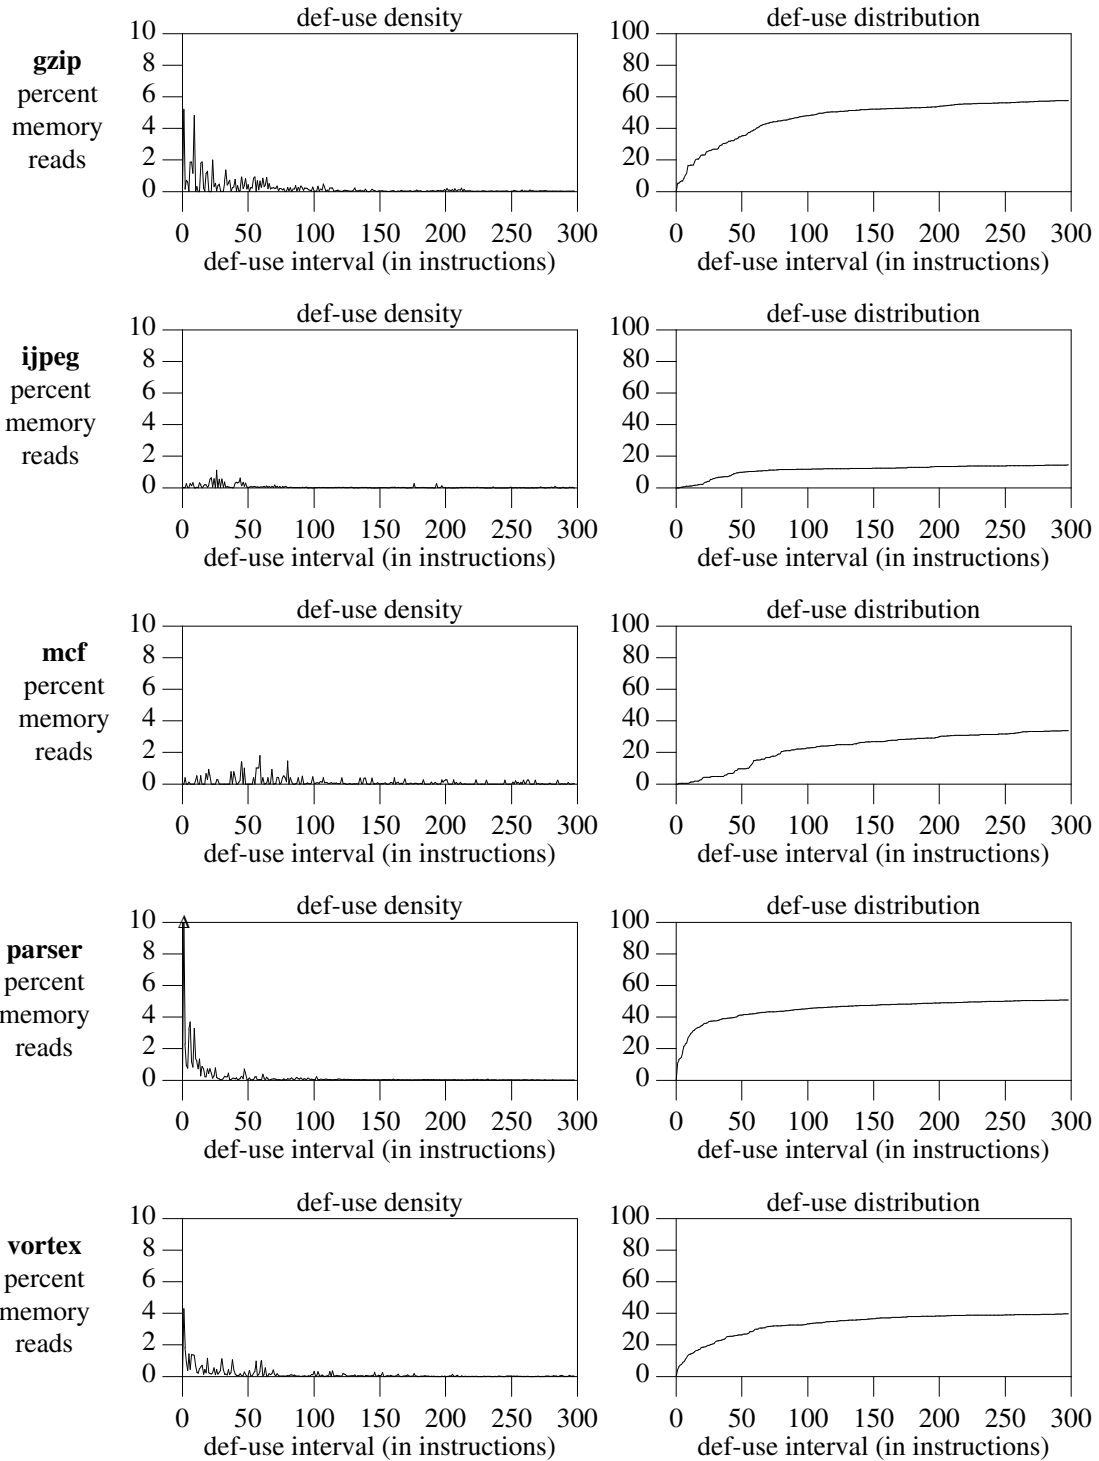 def-use density
def-use distribution
gzip
percent
memory
reads
10
8
6
4
2
0
0 50 100 150 200 250 300
def-use interval (in instructions)
100
80
60
40
20
0
0 50 100 150 200 250 300
def-use interval (in instructions)
def-use density
def-use distribution
ijpeg
percent
memory
reads
10
8
6
4
2
0
0 50 100 150 200 250 300
def-use interval (in instructions)
100
80
60
40
20
0
0 50 100 150 200 250 300
def-use interval (in instructions)
def-use density
def-use distribution
mcf
percent
memory
reads
10
8
6
4
2
0
0 50 100 150 200 250 300
def-use interval (in instructions)
100
80
60
40
20
0
0 50 100 150 200 250 300
def-use interval (in instructions)
def-use density
def-use distribution
parser
percent
memory
reads
10
8
6
4
2
0
0 50 100 150 200 250 300
def-use interval (in instructions)
100
80
60
40
20
0
0 50 100 150 200 250 300
def-use interval (in instructions)
def-use density
def-use distribution
vortex
percent
memory
reads
10
8
6
4
2
0
0 50 100 150 200 250 300
def-use interval (in instructions)
100
80
60
40
20
0
0 50 100 150 200 250 300
def-use interval (in instructions)